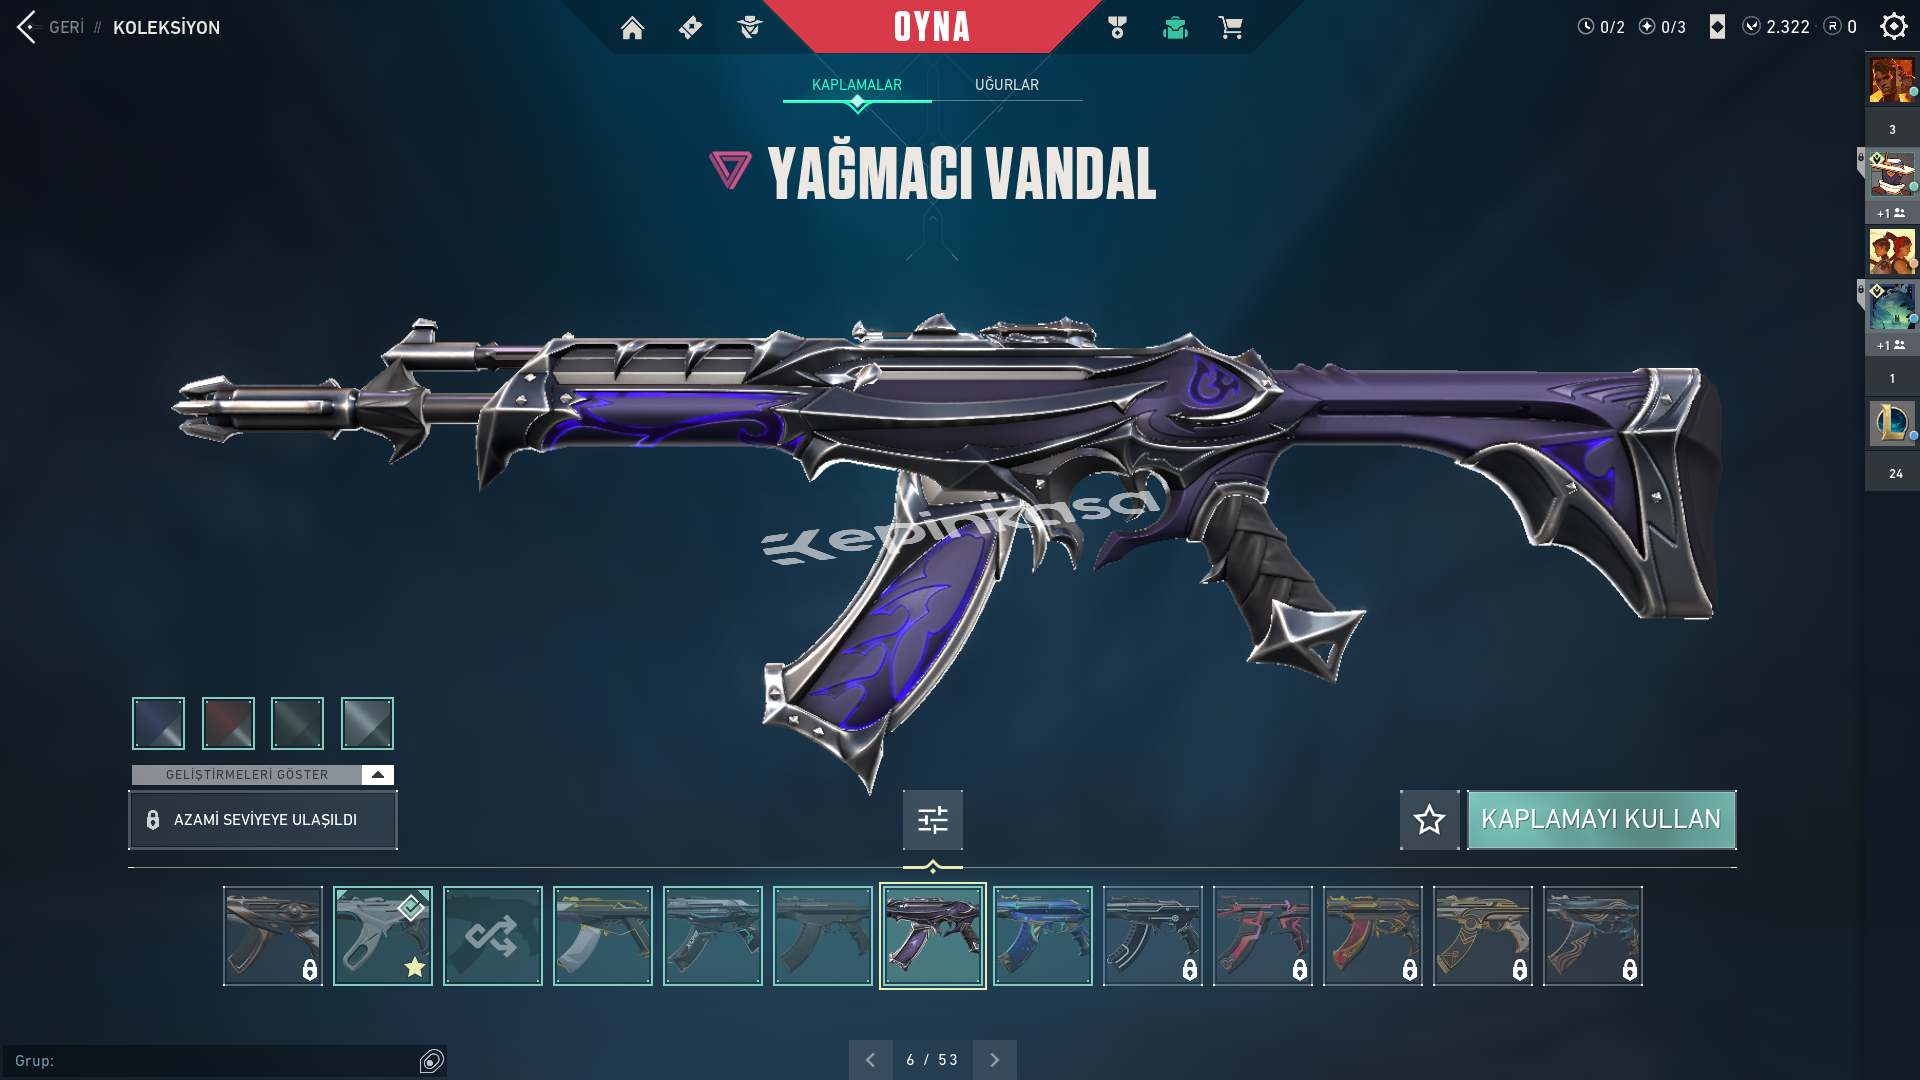 GERİ // KOLEKSİYON
OYNA
0/2 0/3 2.322 R 0
KAPLAMALAR UĞURLAR
YAĞMACI VANDAL
3
+1
+1
1
24
epinkasa
GELİŞTİRMELERİ GÖSTER
AZAMİ SEVİYEYE ULAŞILDI
KAPLAMAYI KULLAN
Grup:
6 / 53